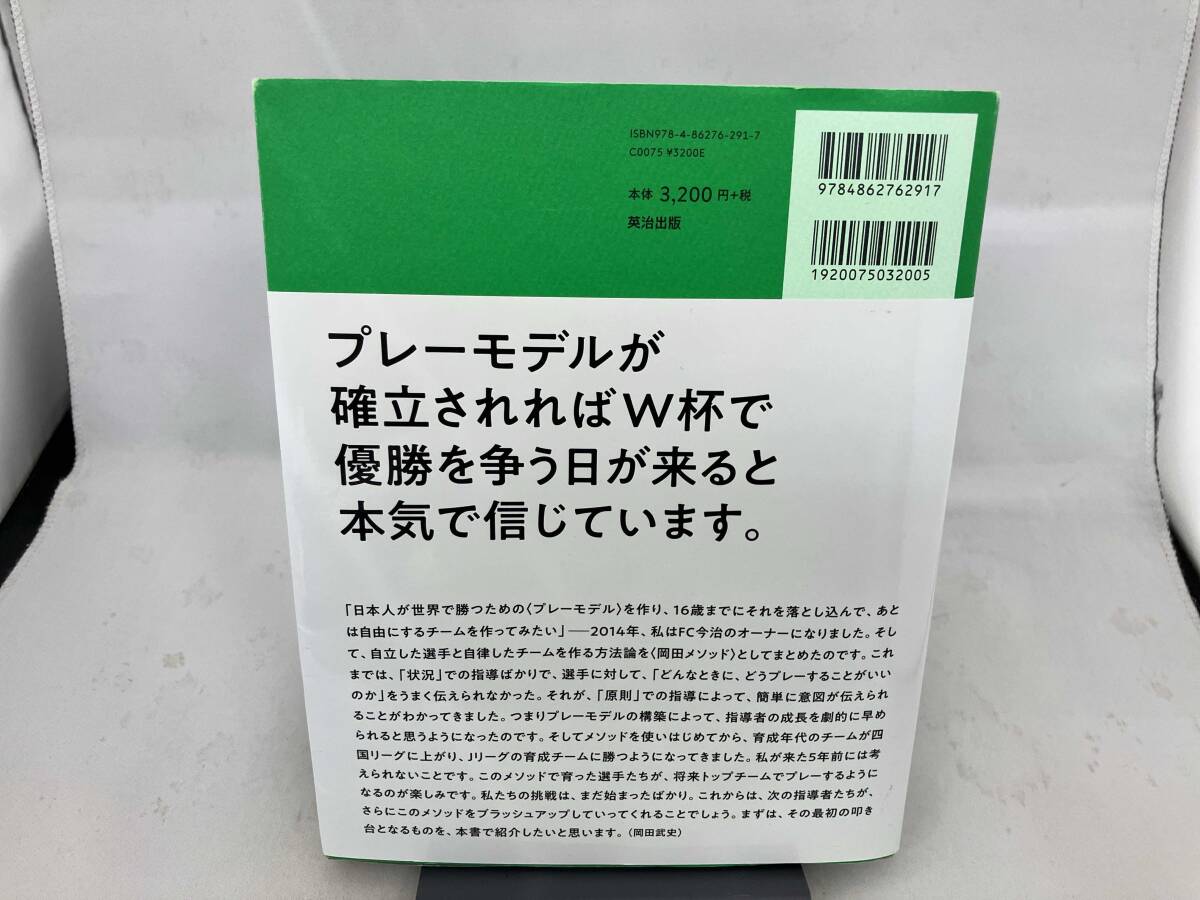 ISBN978-4-86276-291-7
C0075 ¥3200E
本体 3,200 円+税
英治出版
9784862762917
1920075032005
プレーモデルが
確立されればW杯で
優勝を争う日が来ると
本気で信じています。
「日本人が世界で勝つための〈プレーモデル〉を作り、16歳までにそれを落とし込んで、あと
は自由にするチームを作ってみたい」──2014年、私はFC今治のオーナーになりました。そし
て、自立した選手と自律したチームを作る方法論を〈岡田メソッド〉としてまとめたのです。これ
までは、「状況」での指導ばかりで、選手に対して、「どんなときに、どうプレーすることがいい
のか」をうまく伝えられなかった。それが、「原則」での指導によって、簡単に意図が伝えられ
ることがわかってきました。つまりプレーモデルの構築によって、指導者の成長を劇的に早め
られると思うようになったのです。そしてメソッドを使いはじめてから、育成年代のチームが四
国リーグに上がり、Jリーグの育成チームに勝つようになってきました。私が来た5年前には考
えられないことです。このメソッドで育った選手たちが、将来トップチームでプレーするように
なるのが楽しみです。私たちの挑戦は、まだ始まったばかり。これからは、次の指導者たちが、
さらにこのメソッドをブラッシュアップしていってくれることでしょう。まずは、その最初の叩き
台となるものを、本書で紹介したいと思います。（岡田武史）